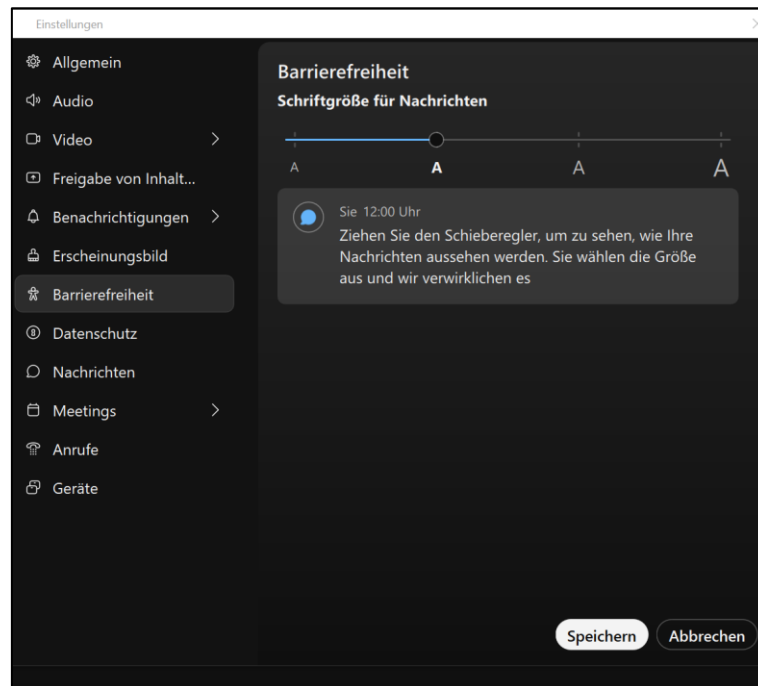 Einstellungen
Allgemein
Audio
Video
Freigabe von Inhalt...
Benachrichtigungen
Erscheinungsbild
Barrierefreiheit
Datenschutz
Nachrichten
Meetings
Anrufe
Geräte
Barrierefreiheit
Schriftgröße für Nachrichten
A A A A
Sie 12:00 Uhr
Ziehen Sie den Schieberegler, um zu sehen, wie Ihre
Nachrichten aussehen werden. Sie wählen die Größe
aus und wir verwirklichen es
Speichern Abbrechen